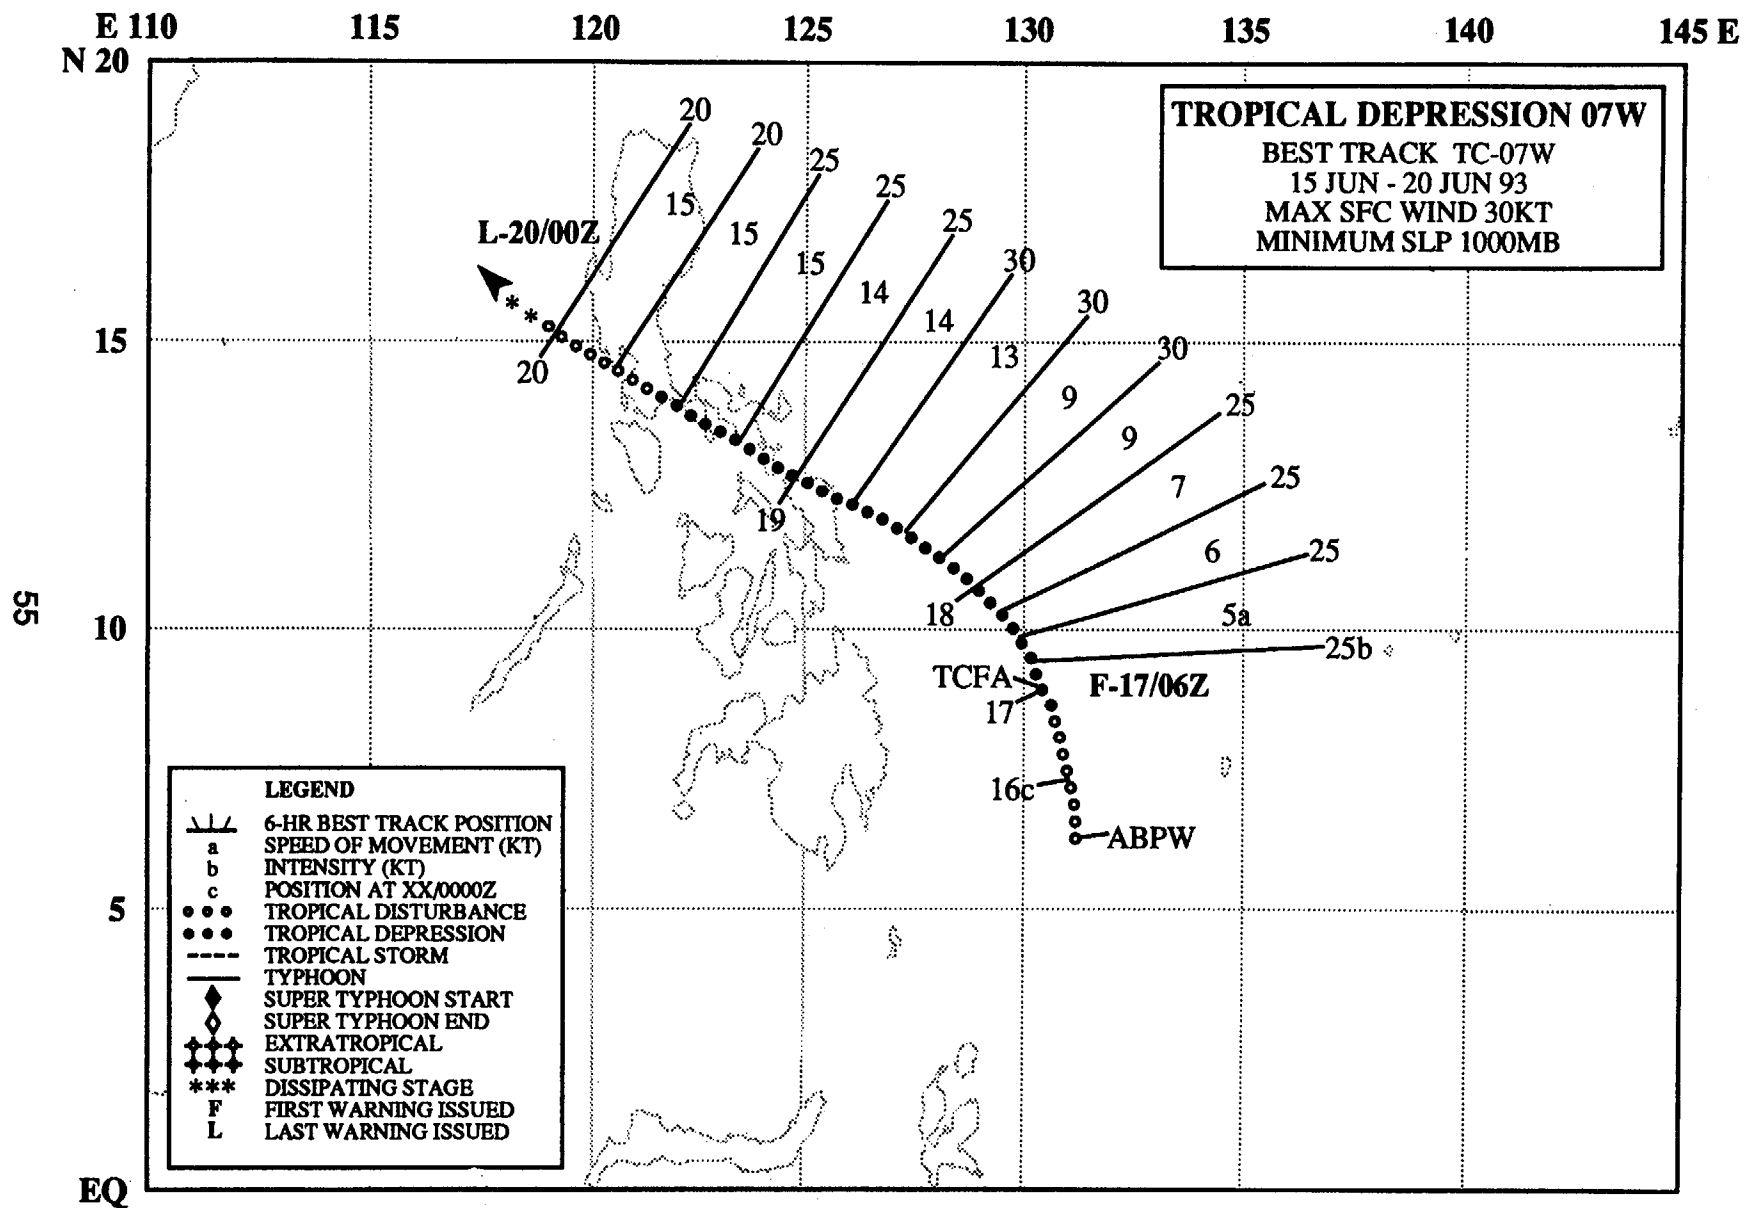 E 110 115 120 125 130 135 140 145 E
N 20
TROPICAL DEPRESSION 07W
BEST TRACK TC-07W
15 JUN - 20 JUN 93
MAX SFC WIND 30KT
MINIMUM SLP 1000MB
20
20
25
25
25
30
30
30
25
25
25
25b
15
15
15
14
14
13
9
9
7
6
5a
L-20/00Z
15
20
19
18
10
55
TCFA
F-17/06Z
17
16c
ABPW
5
EQ
LEGEND
6-HR BEST TRACK POSITION
a SPEED OF MOVEMENT (KT)
b INTENSITY (KT)
c POSITION AT XX/0000Z
TROPICAL DISTURBANCE
TROPICAL DEPRESSION
TROPICAL STORM
TYPHOON
SUPER TYPHOON START
SUPER TYPHOON END
EXTRATROPICAL
SUBTROPICAL
*** DISSIPATING STAGE
F FIRST WARNING ISSUED
L LAST WARNING ISSUED